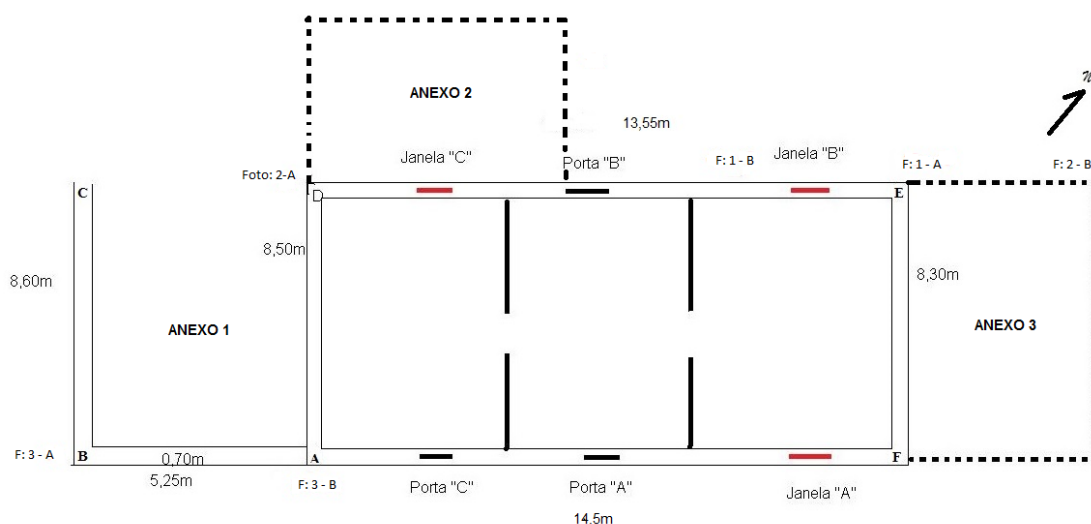 N
ANEXO 2
13,55m
Janela "C"
Porta "B"
F: 1 - B
Janela "B"
F: 1 - A
F: 2 - B
Foto: 2-A
C
D
E
8,50m
8,60m
8,30m
ANEXO 1
ANEXO 3
F: 3 - A
B
0,70m
A
F
5,25m
F: 3 - B
Porta "C"
Porta "A"
Janela "A"
14.5m